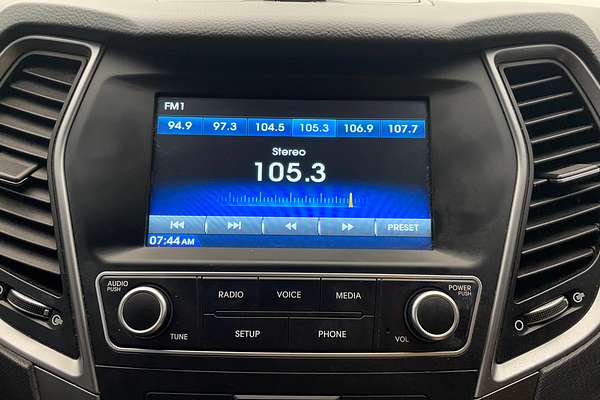 FM1
94.9 97.3 104.5 105.3 106.9 107.7
Stereo
105.3
PRESET
07:44 AM
AUDIO
PUSH
TUNE
RADIO VOICE MEDIA
SETUP PHONE
POWER
PUSH
VOL